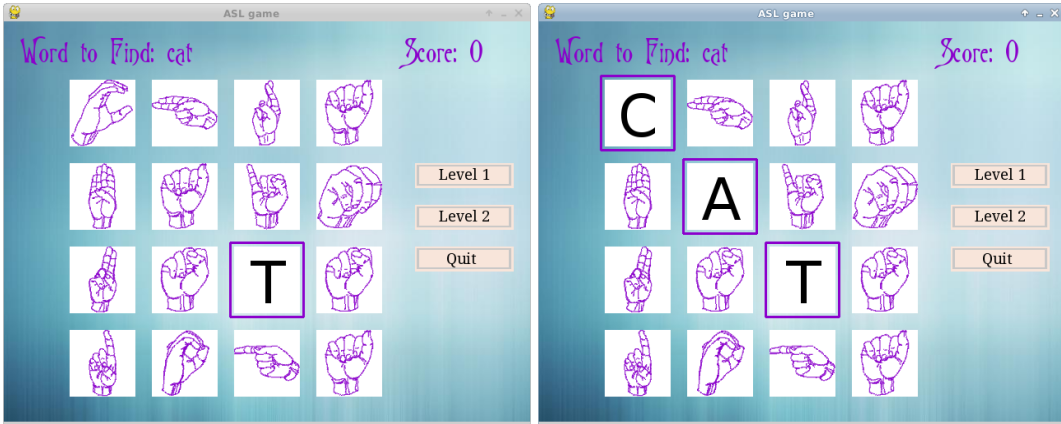 ASL game
Word to Find: cat
Score: 0
Level 1
Level 2
T
Quit
ASL game
Word to Find: cat
Score: 0
C
A
Level 1
Level 2
T
Quit